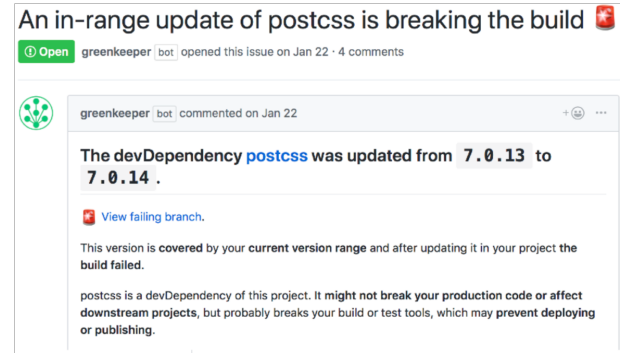 An in-range update of postcss is breaking the build 🚨
Open greenkeeper bot opened this issue on Jan 22 · 4 comments
greenkeeper bot commented on Jan 22
The devDependency postcss was updated from 7.0.13 to
7.0.14 .
🚨 View failing branch.
This version is covered by your current version range and after updating it in your project the
build failed.
postcss is a devDependency of this project. It might not break your production code or affect
downstream projects, but probably breaks your build or test tools, which may prevent deploying
or publishing.